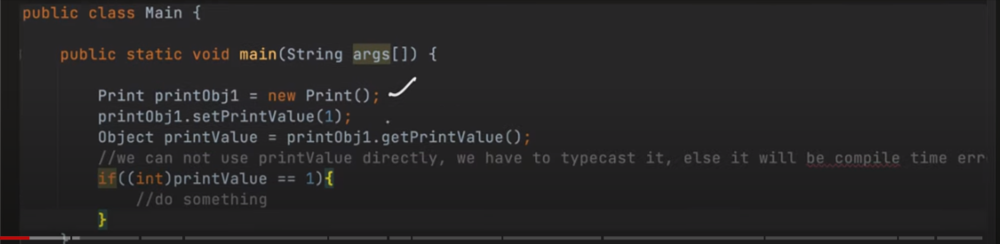 public class Main {
public static void main(String args[]) {
Print printObj1 = new Print();
printObj1.setPrintValue(1);
Object printValue = printObj1.getPrintValue();
//we can not use printValue directly, we have to typecast it, else it will be compile time err
if((int)printValue == 1){
//do something
}
}